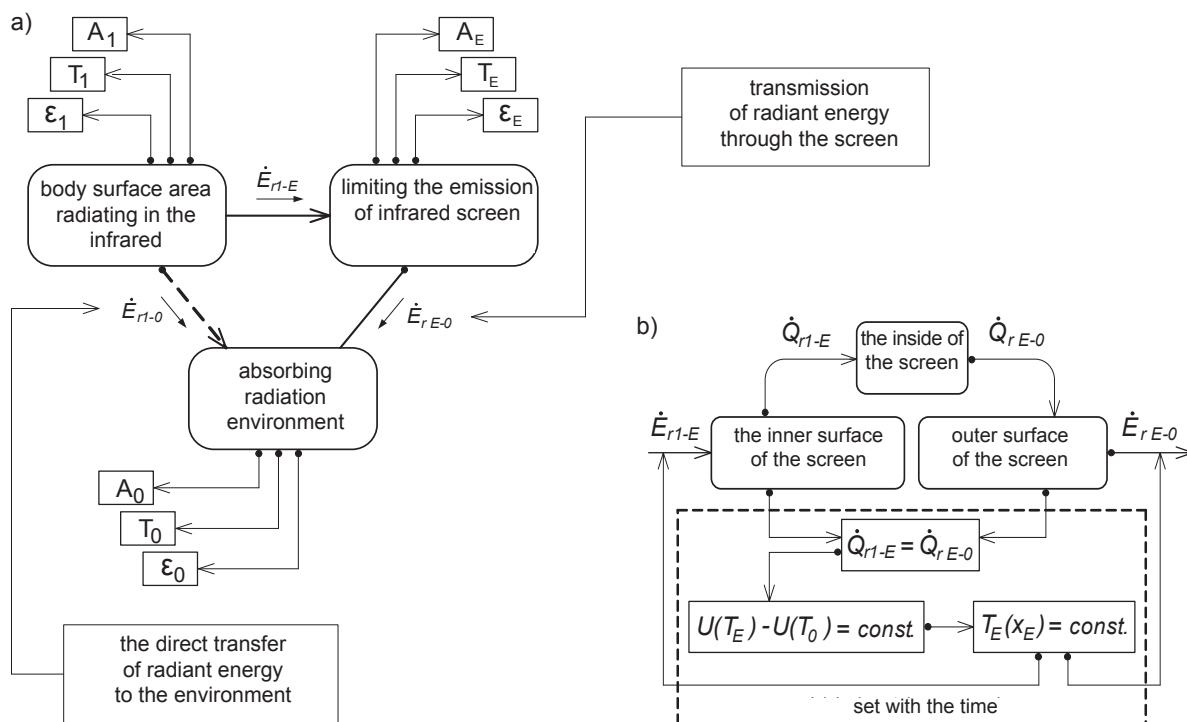 a)
A1
T1
ε1
AE
TE
εE
transmission
of radiant energy
through the screen
body surface area
radiating in the
infrared
Ėr1-E
limiting the emission
of infrared screen
Ėr1-0
Ėr E-0
absorbing
radiation
environment
A0
T0
ε0
the direct transfer
of radiant energy
to the environment
b)
Q̇r1-E
the inside of
the screen
Q̇r E-0
Ėr1-E
the inner surface
of the screen
outer surface
of the screen
Ėr E-0
Q̇r1-E = Q̇r E-0
U(TE) - U(T0) = const.
TE(xE) = const.
set with the time